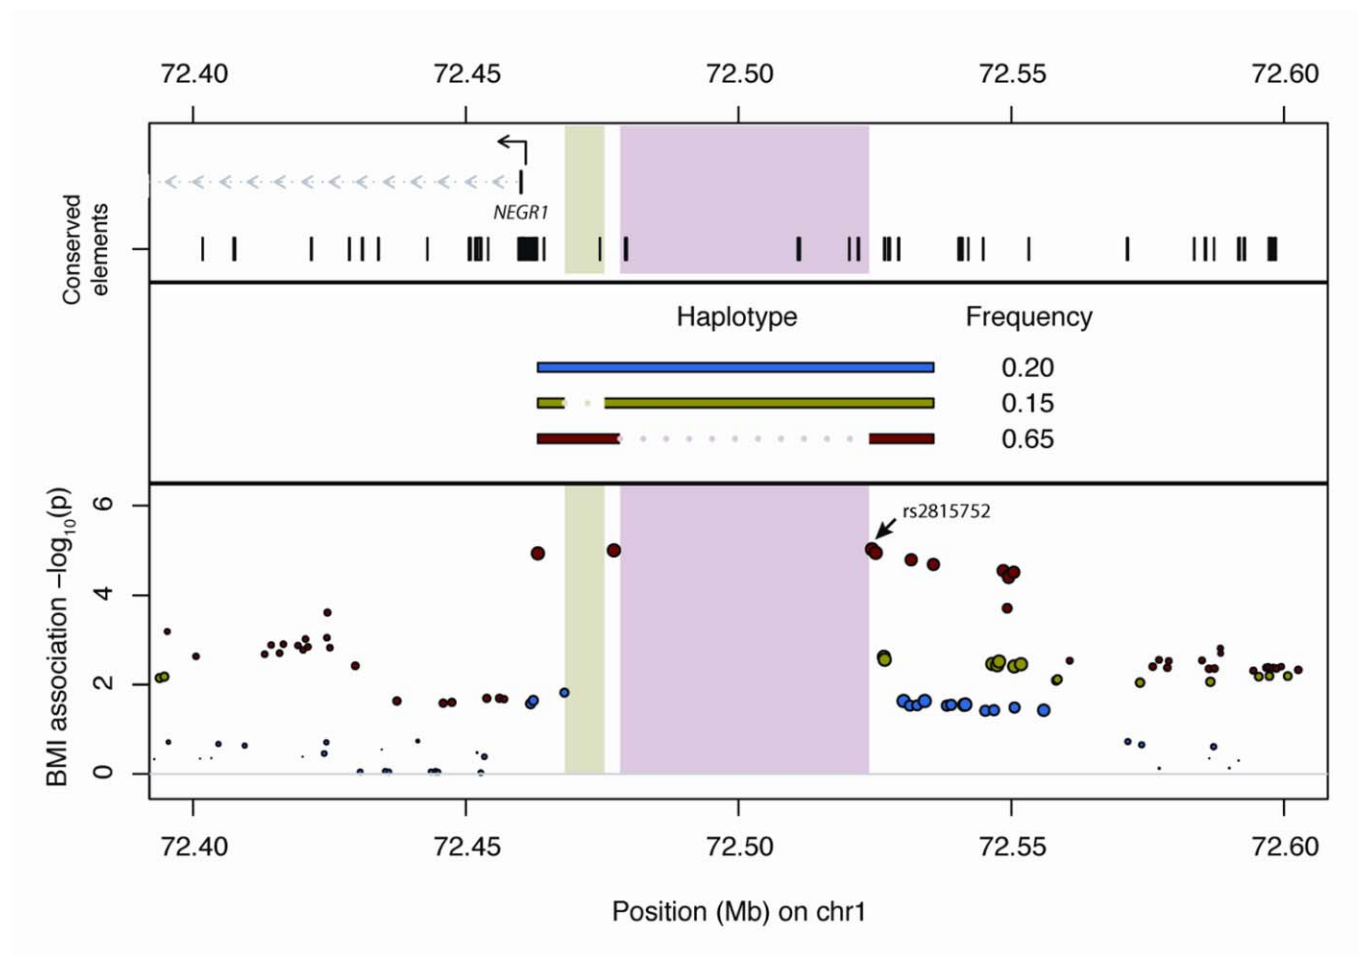 72.40 72.45 72.50 72.55 72.60
Conserved
elements
NEGR1
Haplotype Frequency
0.20
0.15
0.65
BMI association –log10(p)
6
4
2
0
rs2815752
72.40 72.45 72.50 72.55 72.60
Position (Mb) on chr1